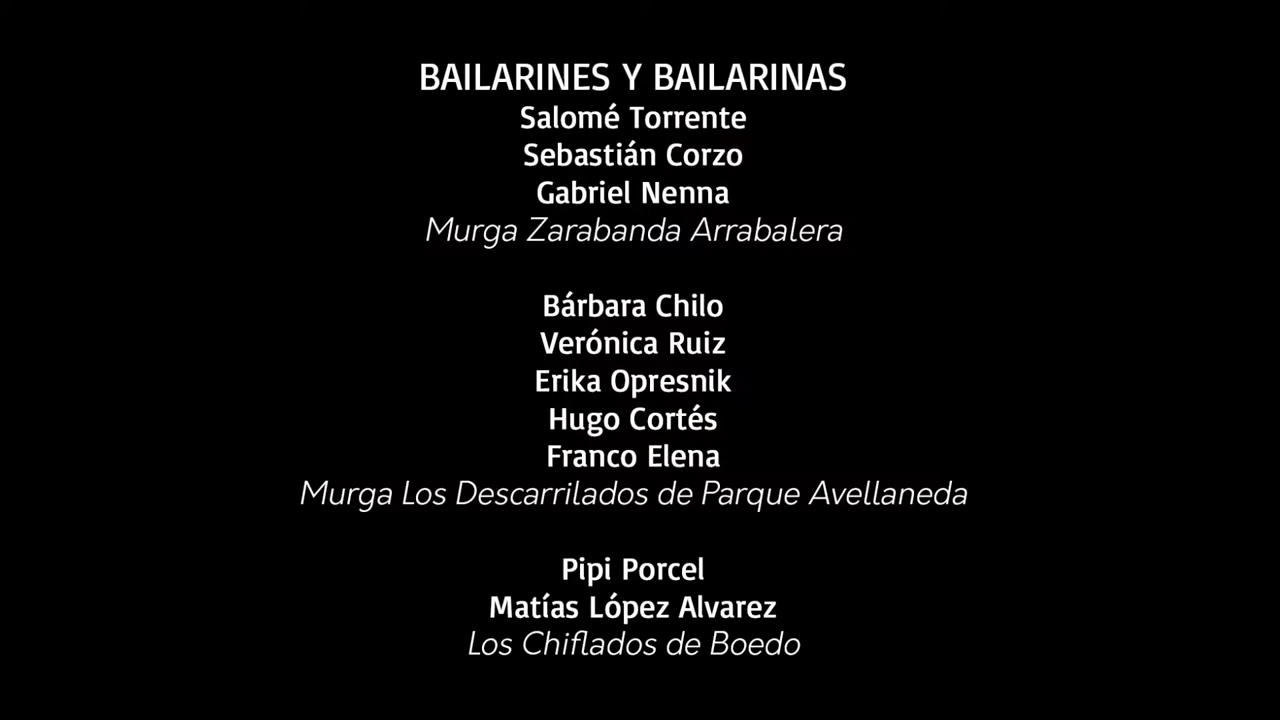 BAILARINES Y BAILARINAS
Salomé Torrente
Sebastián Corzo
Gabriel Nenna
Murga Zarabanda Arrabalera
Bárbara Chilo
Verónica Ruiz
Erika Opresnik
Hugo Cortés
Franco Elena
Murga Los Descarrilados de Parque Avellaneda
Pipi Porcel
Matías López Alvarez
Los Chiflados de Boedo